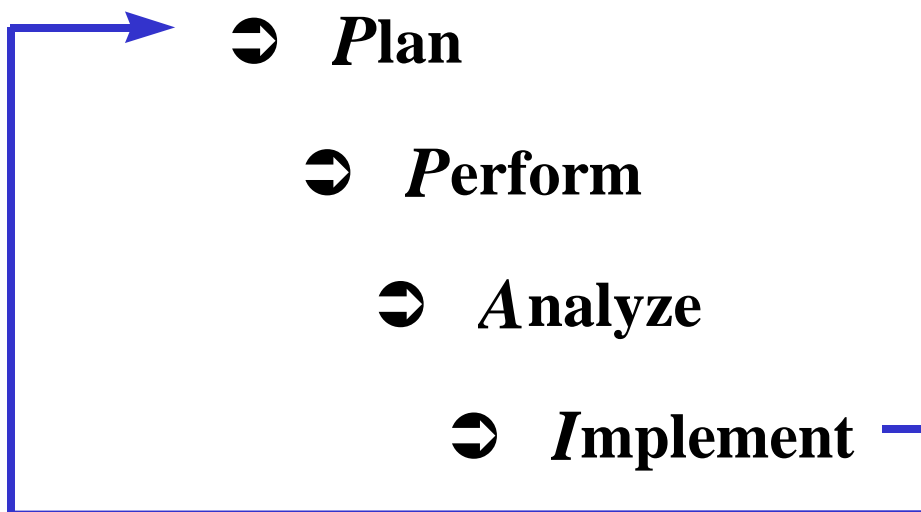 ➲ Plan
➲ Perform
➲ Analyze
➲ Implement